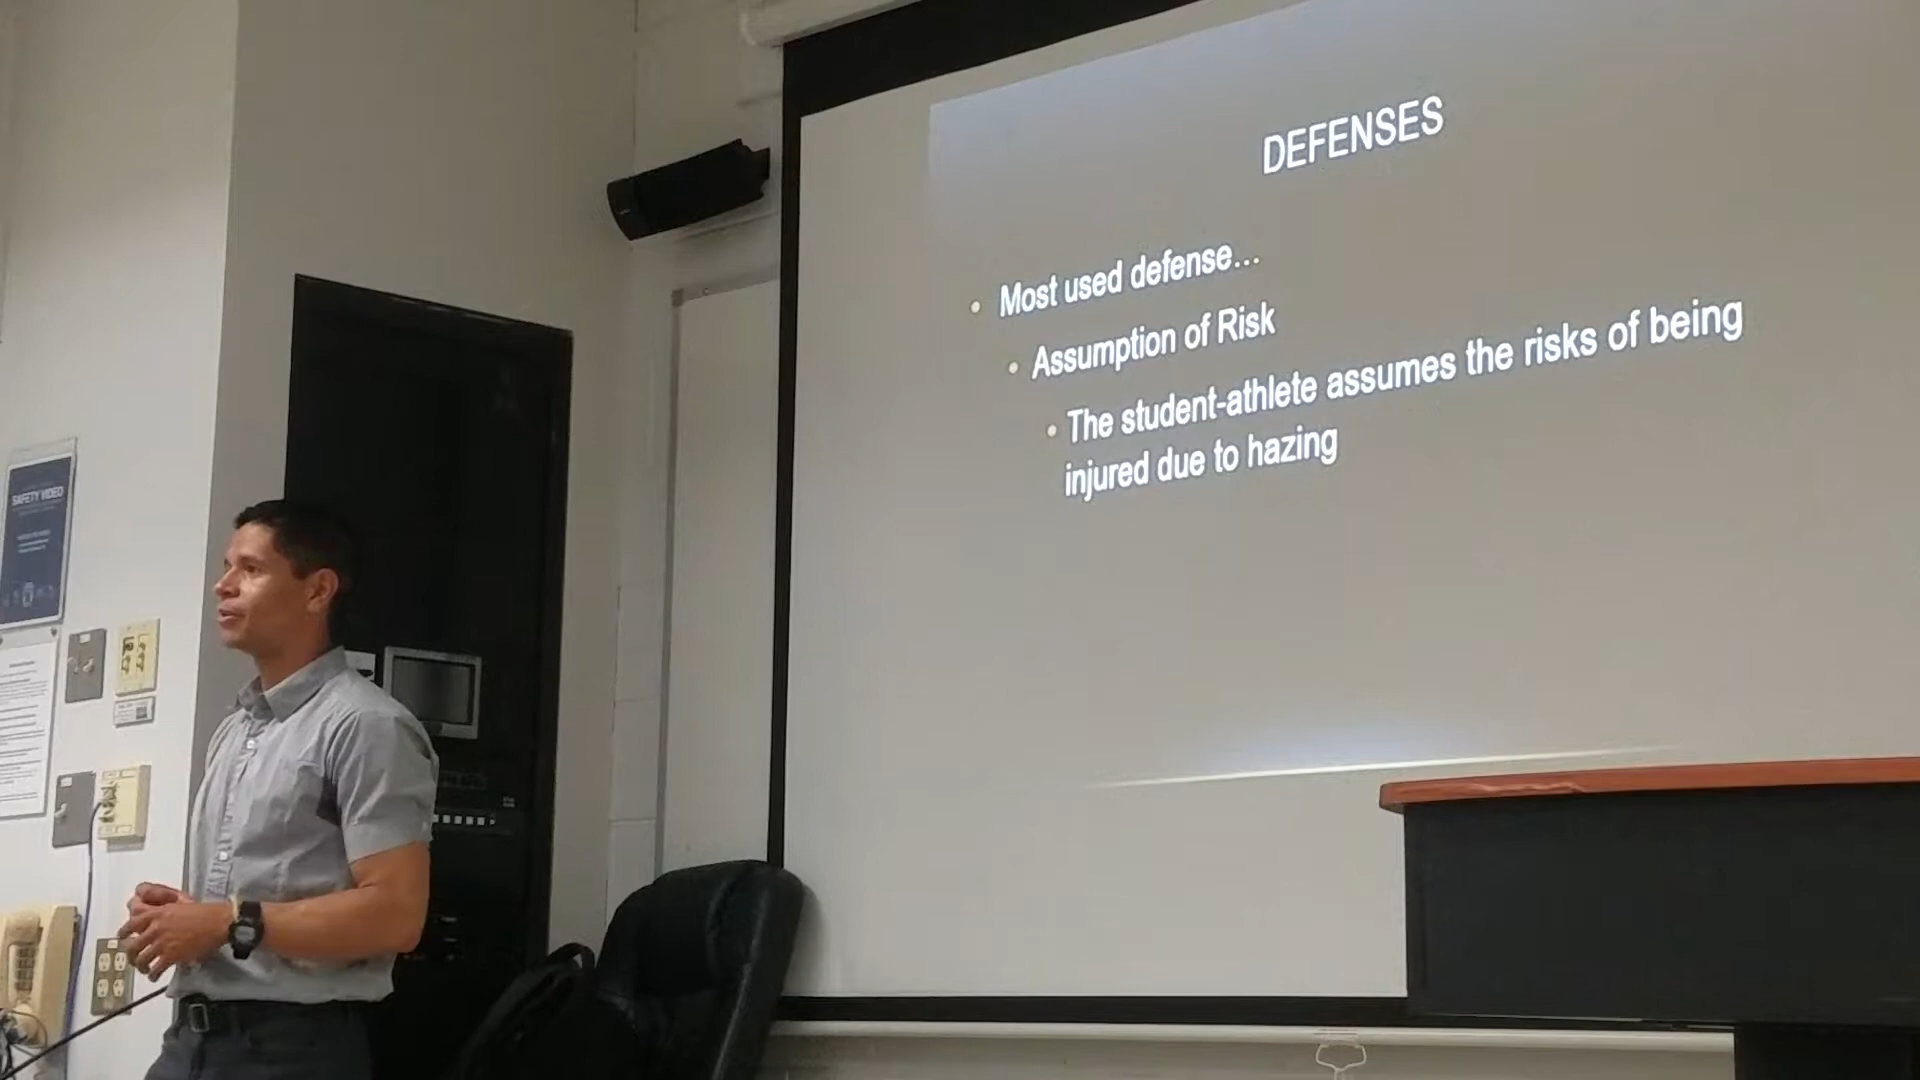 DEFENSES
• Most used defense...
• Assumption of Risk
• The student-athlete assumes the risks of being
injured due to hazing
SAFETY VIDEO